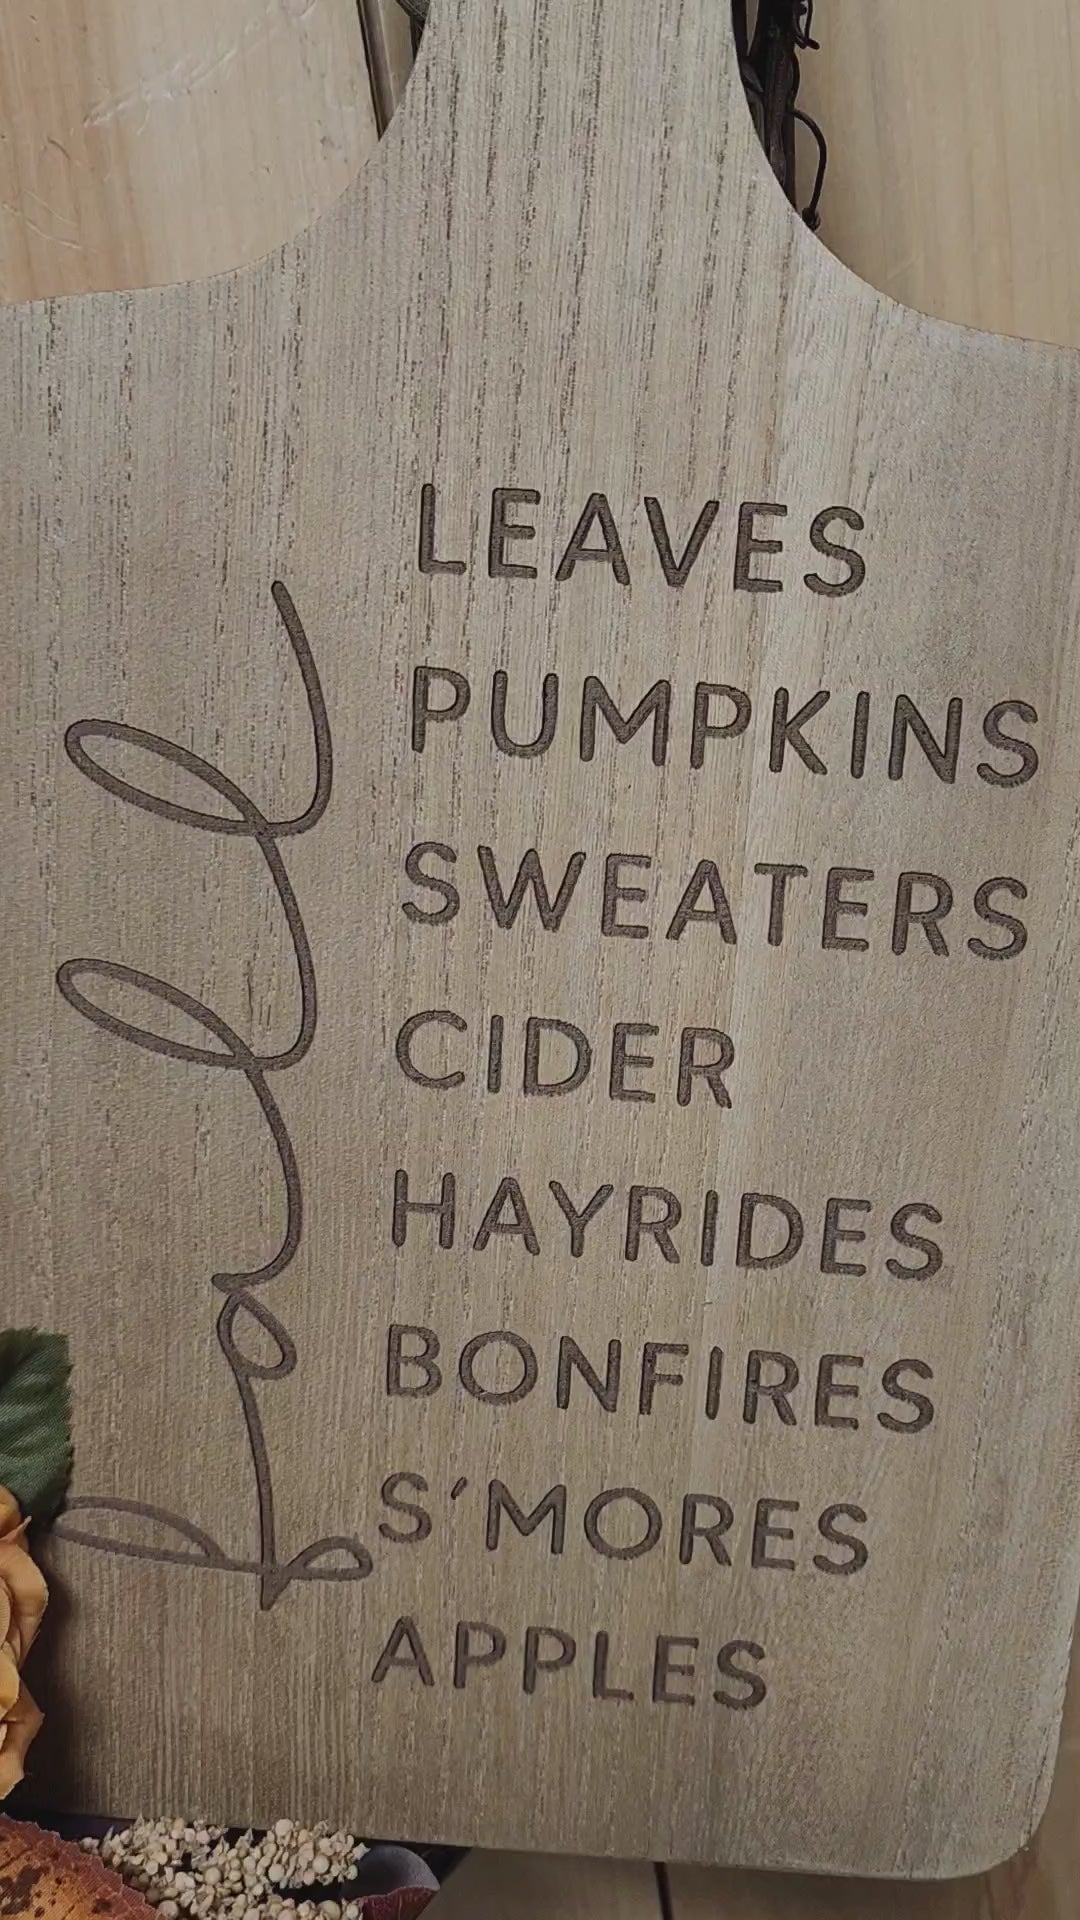 fall
LEAVES
PUMPKINS
SWEATERS
CIDER
HAYRIDES
BONFIRES
S'MORES
APPLES